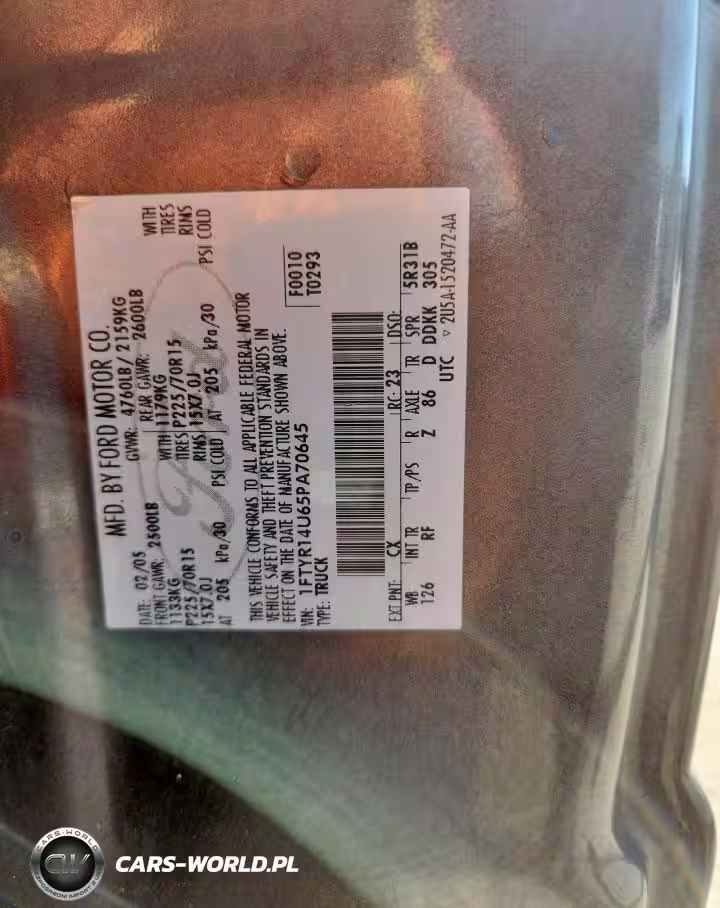 MFD. BY FORD MOTOR CO.
DATE: 02/05 GVWR: 4760LB/ 2159KG
FRONT GAWR: 2500LB REAR GAWR: 2600LB
1133KG WITH 1179KG WITH
P225/70R15 TIRES P225/70R15 TIRES
15X7.0J RIMS 15X7.0J RIMS
AT 205 kPa/30 PSI COLD AT 205 kPa/30 PSI COLD
THIS VEHICLE CONFORMS TO ALL APPLICABLE FEDERAL MOTOR
VEHICLE SAFETY AND THEFT PREVENTION STANDARDS IN
EFFECT ON THE DATE OF MANUFACTURE SHOWN ABOVE.
VIN: 1FTYR14U65PA70645 F0010
TYPE: TRUCK T0293
EXT PNT: CX RC: 23 DSO:
WB INT TR TP/PS R AXLE TR SPR 5R31B
126 RF Z 86 D DDKK 305
UTC ▽ 2U5A-1520472-AA
CARS-WORLD
CW
CARS-WORLD.PL